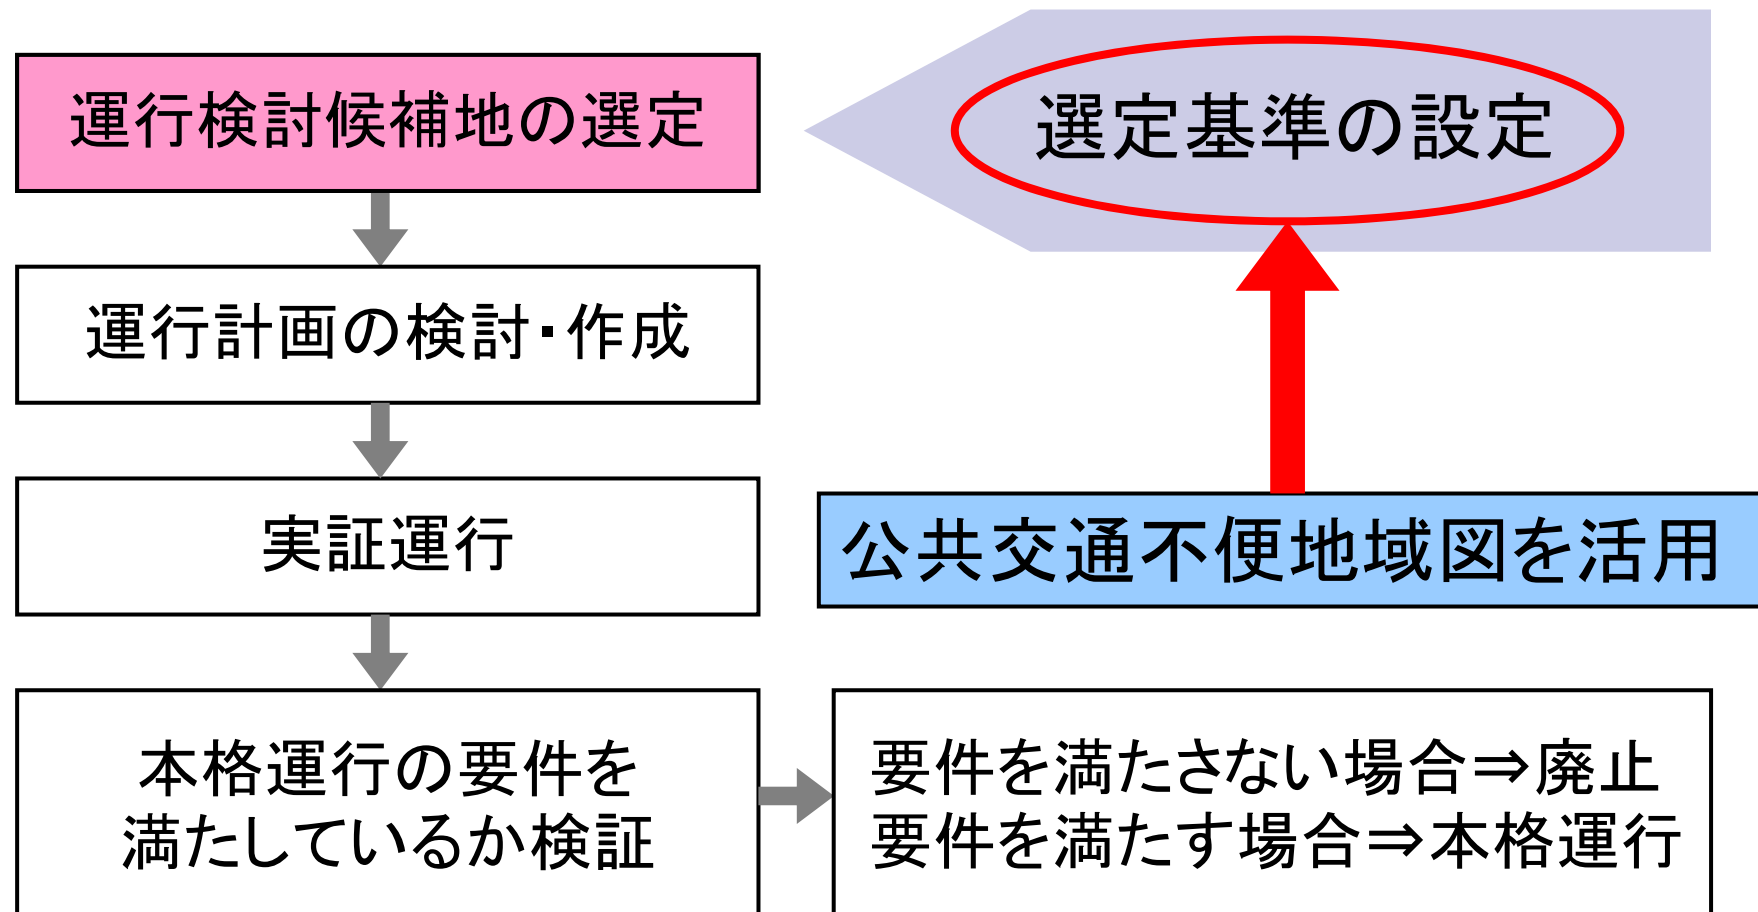 運行検討候補地の選定
選定基準の設定
運行計画の検討・作成
実証運行
公共交通不便地域図を活用
本格運行の要件を
満たしているか検証
要件を満たさない場合⇒廃止
要件を満たす場合⇒本格運行